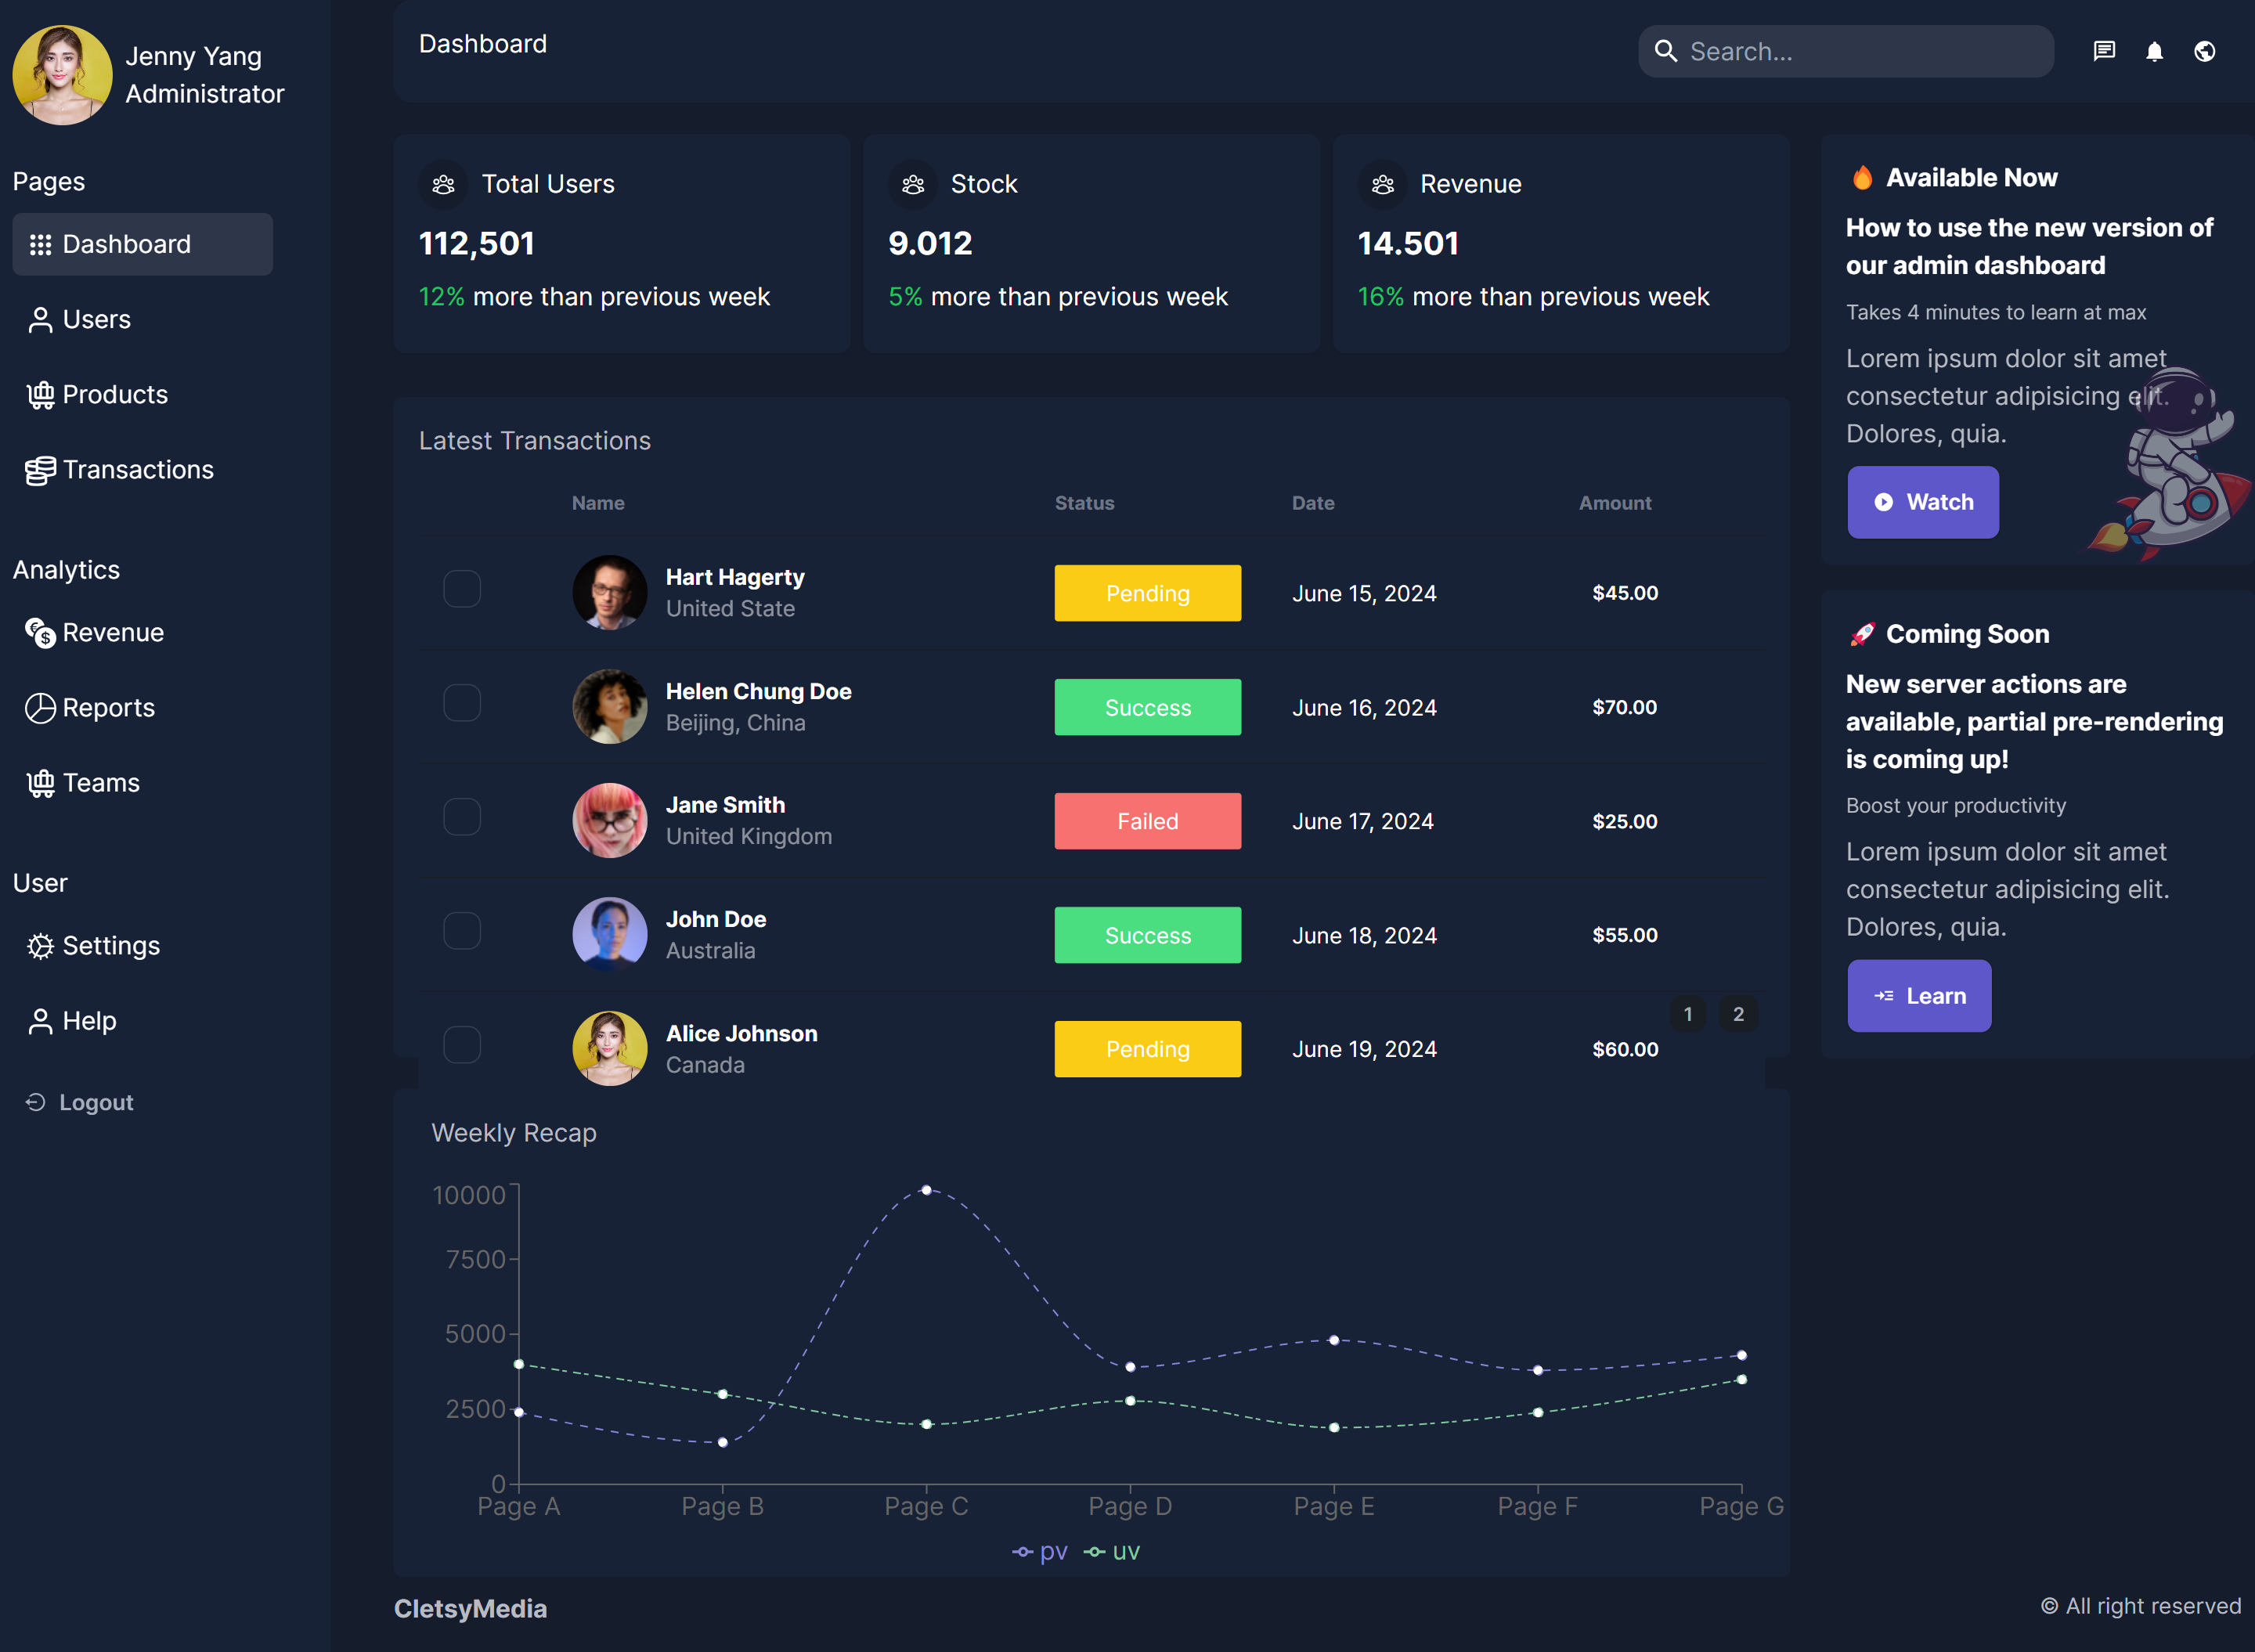 Jenny Yang
Administrator
Pages
Dashboard
Users
Products
Transactions
Analytics
Revenue
Reports
Teams
User
Settings
Help
Logout
Dashboard
Search...
Total Users
112,501
12% more than previous week
Stock
9.012
5% more than previous week
Revenue
14.501
16% more than previous week
Latest Transactions
Name Status Date Amount
Hart Hagerty
United State
Pending June 15, 2024 $45.00
Helen Chung Doe
Beijing, China
Success June 16, 2024 $70.00
Jane Smith
United Kingdom
Failed June 17, 2024 $25.00
John Doe
Australia
Success June 18, 2024 $55.00
Alice Johnson
Canada
Pending June 19, 2024 $60.00
1 2
Weekly Recap
10000
7500
5000
2500
0
Page A Page B Page C Page D Page E Page F Page G
pv uv
Available Now
How to use the new version of
our admin dashboard
Takes 4 minutes to learn at max
Lorem ipsum dolor sit amet
consectetur adipisicing elit.
Dolores, quia.
Watch
Coming Soon
New server actions are
available, partial pre-rendering
is coming up!
Boost your productivity
Lorem ipsum dolor sit amet
consectetur adipisicing elit.
Dolores, quia.
Learn
CletsyMedia
© All right reserved